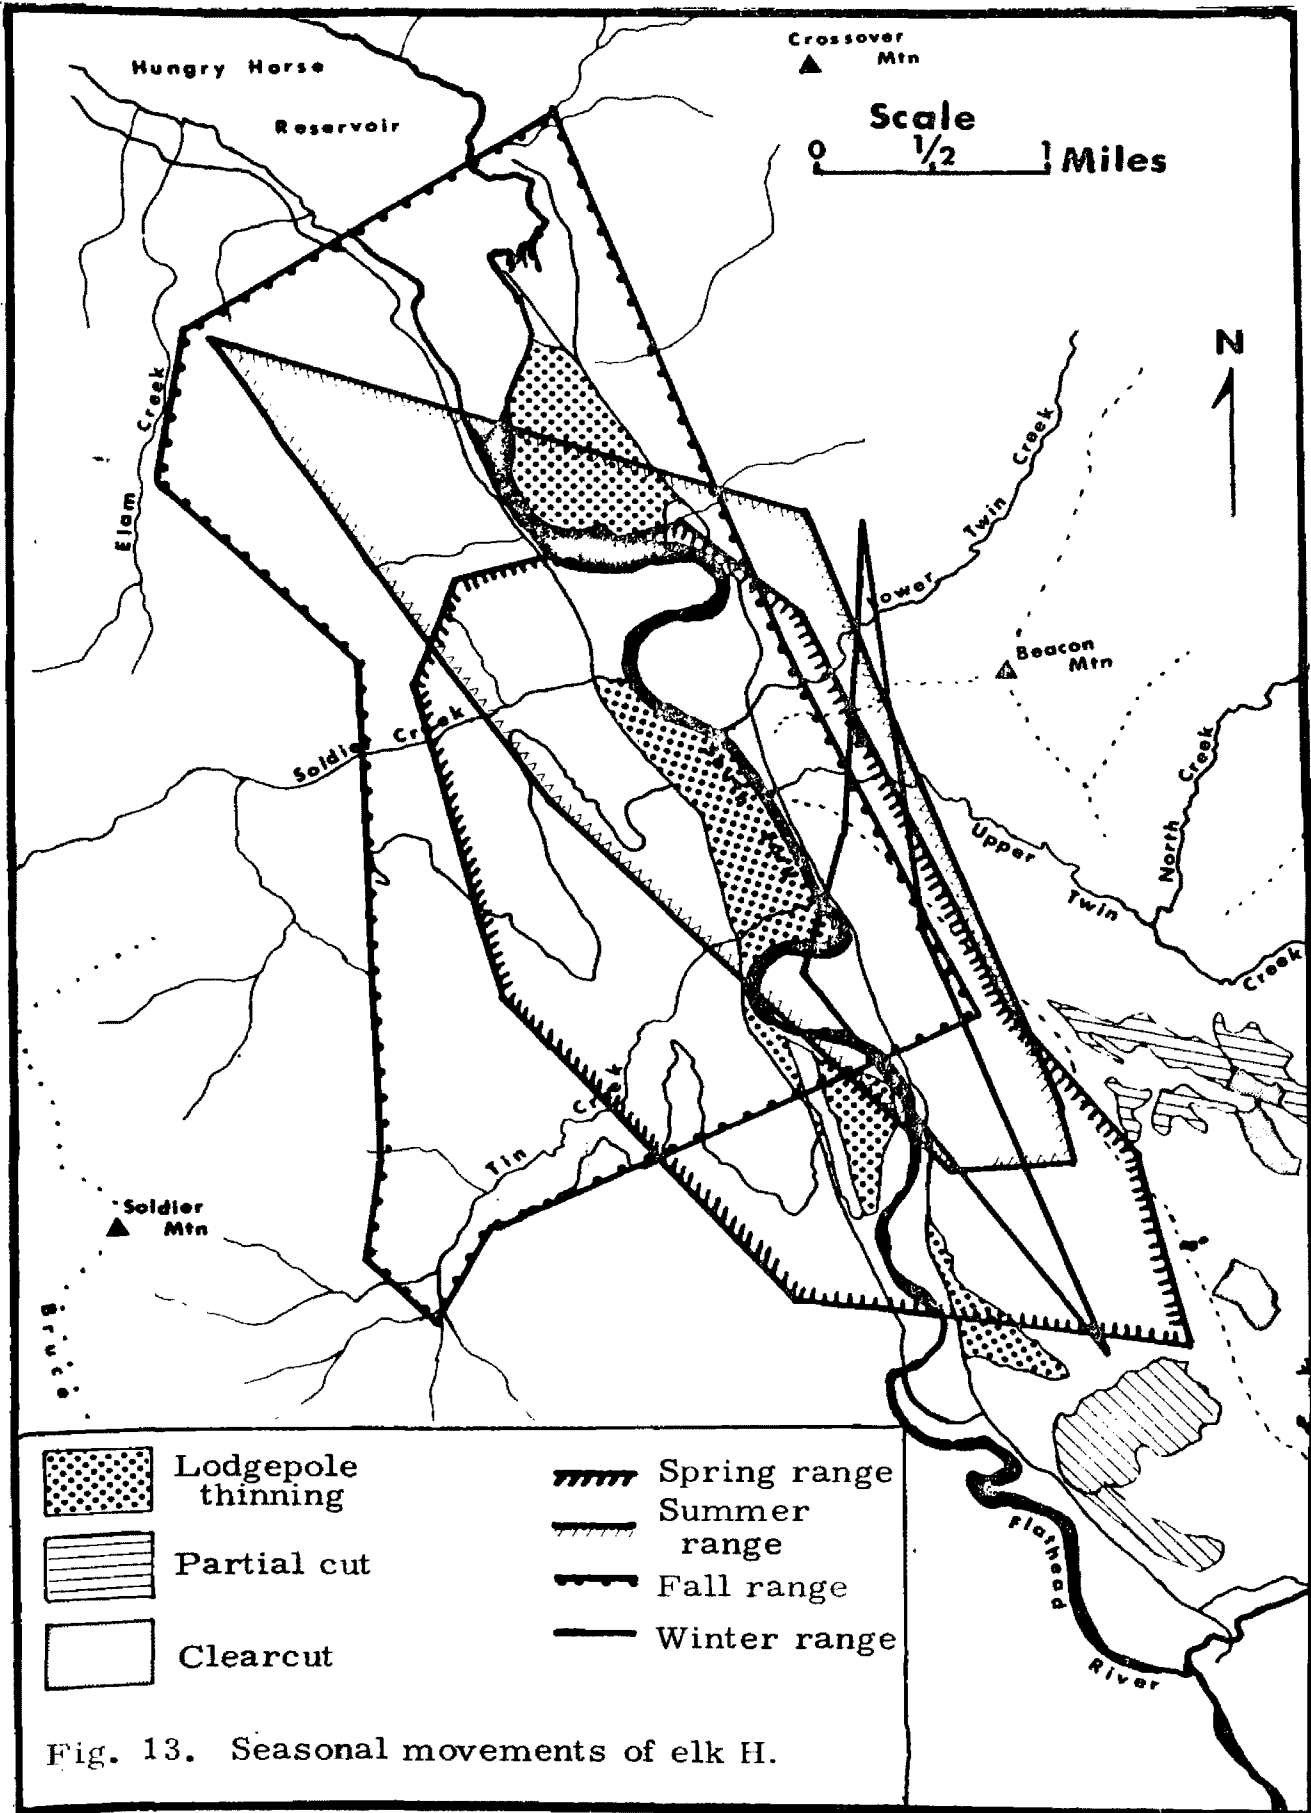 Crossover
Mtn
Hungry Horse
Reservoir
Scale
0 1/2 1 Miles
N
Elam Creek
Lower Twin Creek
Beacon
Mtn
Soldier Creek
North Creek
Upper Twin Creek
Tin Creek
Soldier
Mtn
Bruce
South Fork
Flathead River
Lodgepole
thinning
Partial cut
Clearcut
Spring range
Summer
range
Fall range
Winter range
Fig. 13. Seasonal movements of elk H.